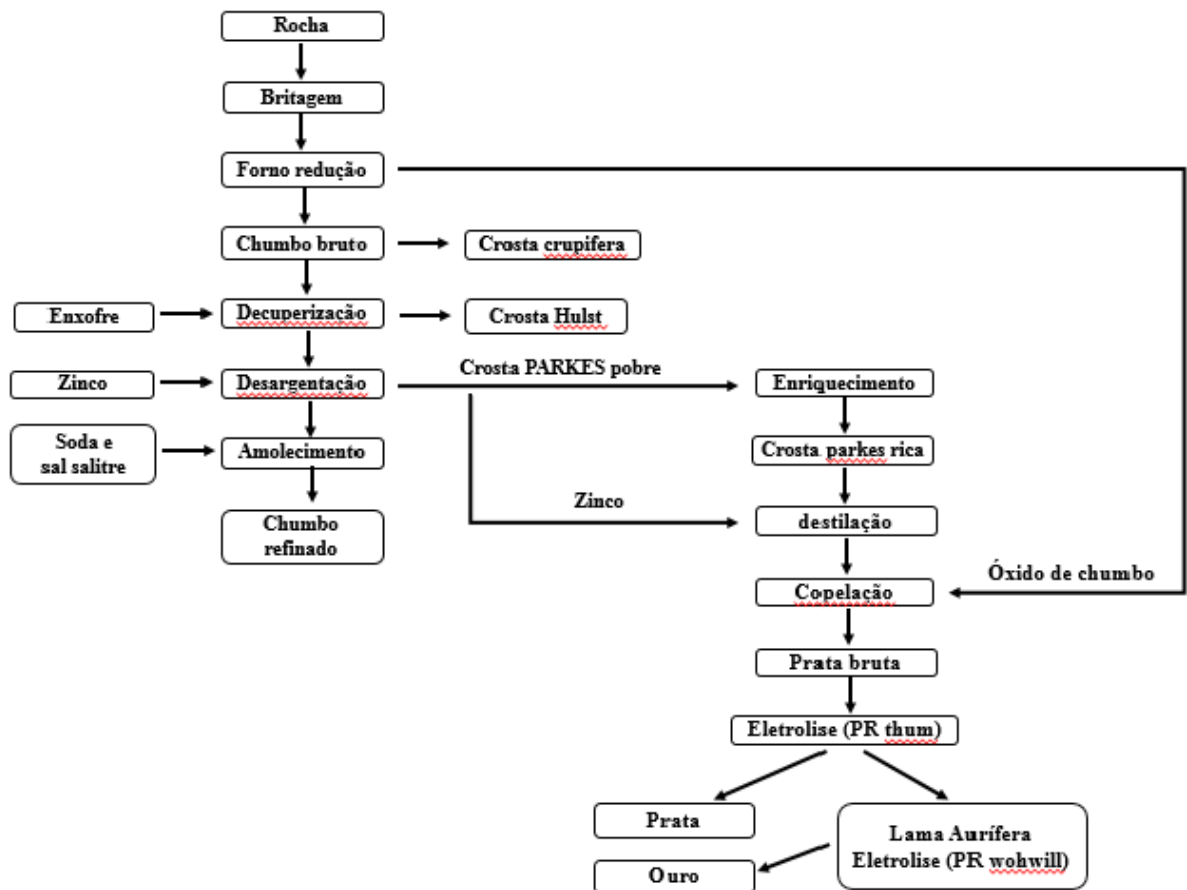 Rocha
Britagem
Forno redução
Chumbo bruto
Crosta crupifera
Enxofre
Decuperização
Crosta Hulst
Zinco
Desargentação
Crosta PARKES pobre
Enriquecimento
Soda e
sal salitre
Amolecimento
Crosta parkes rica
Chumbo
refinado
Zinco
destilação
Óxido de chumbo
Copelação
Prata bruta
Eletrolise (PR thum)
Prata
Lama Aurífera
Eletrolise (PR wohwill)
Ouro